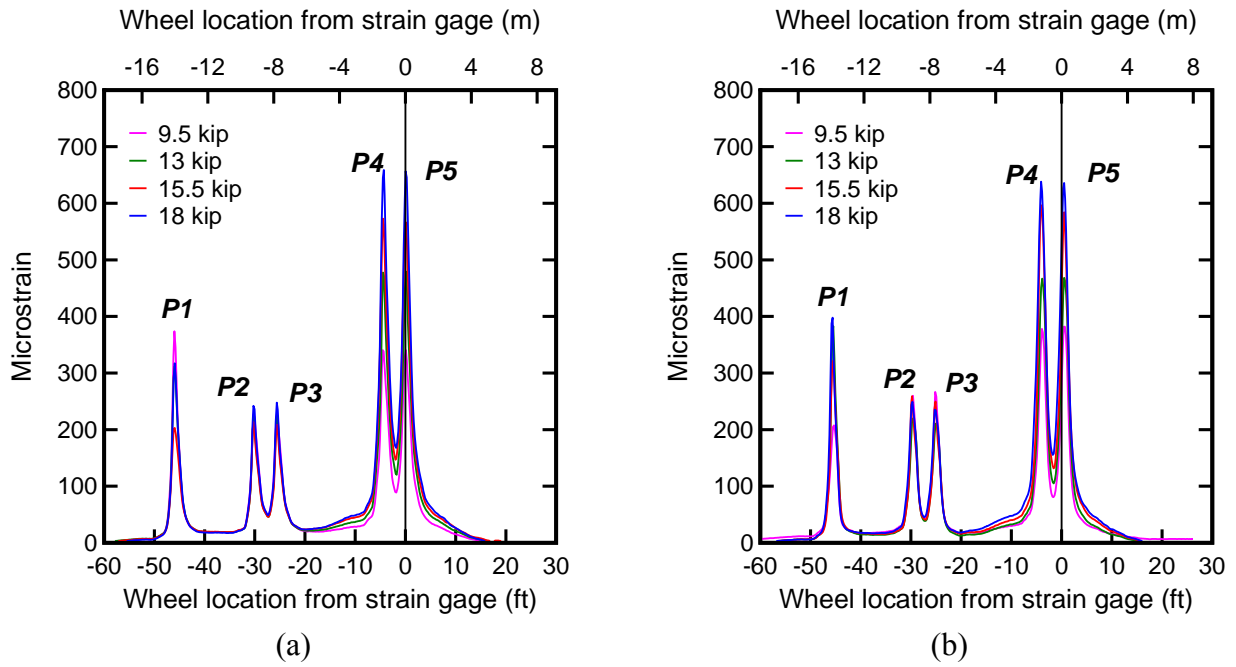 Wheel location from strain gage (m)
-16 -12 -8 -4 0 4 8
800
700
600
500
400
300
200
100
0
Microstrain
9.5 kip
13 kip
15.5 kip
18 kip
P1
P2
P3
P4
P5
-60 -50 -40 -30 -20 -10 0 10 20 30
Wheel location from strain gage (ft)
(a)
Wheel location from strain gage (m)
-16 -12 -8 -4 0 4 8
800
700
600
500
400
300
200
100
0
Microstrain
9.5 kip
13 kip
15.5 kip
18 kip
P1
P2
P3
P4
P5
-60 -50 -40 -30 -20 -10 0 10 20 30
Wheel location from strain gage (ft)
(b)